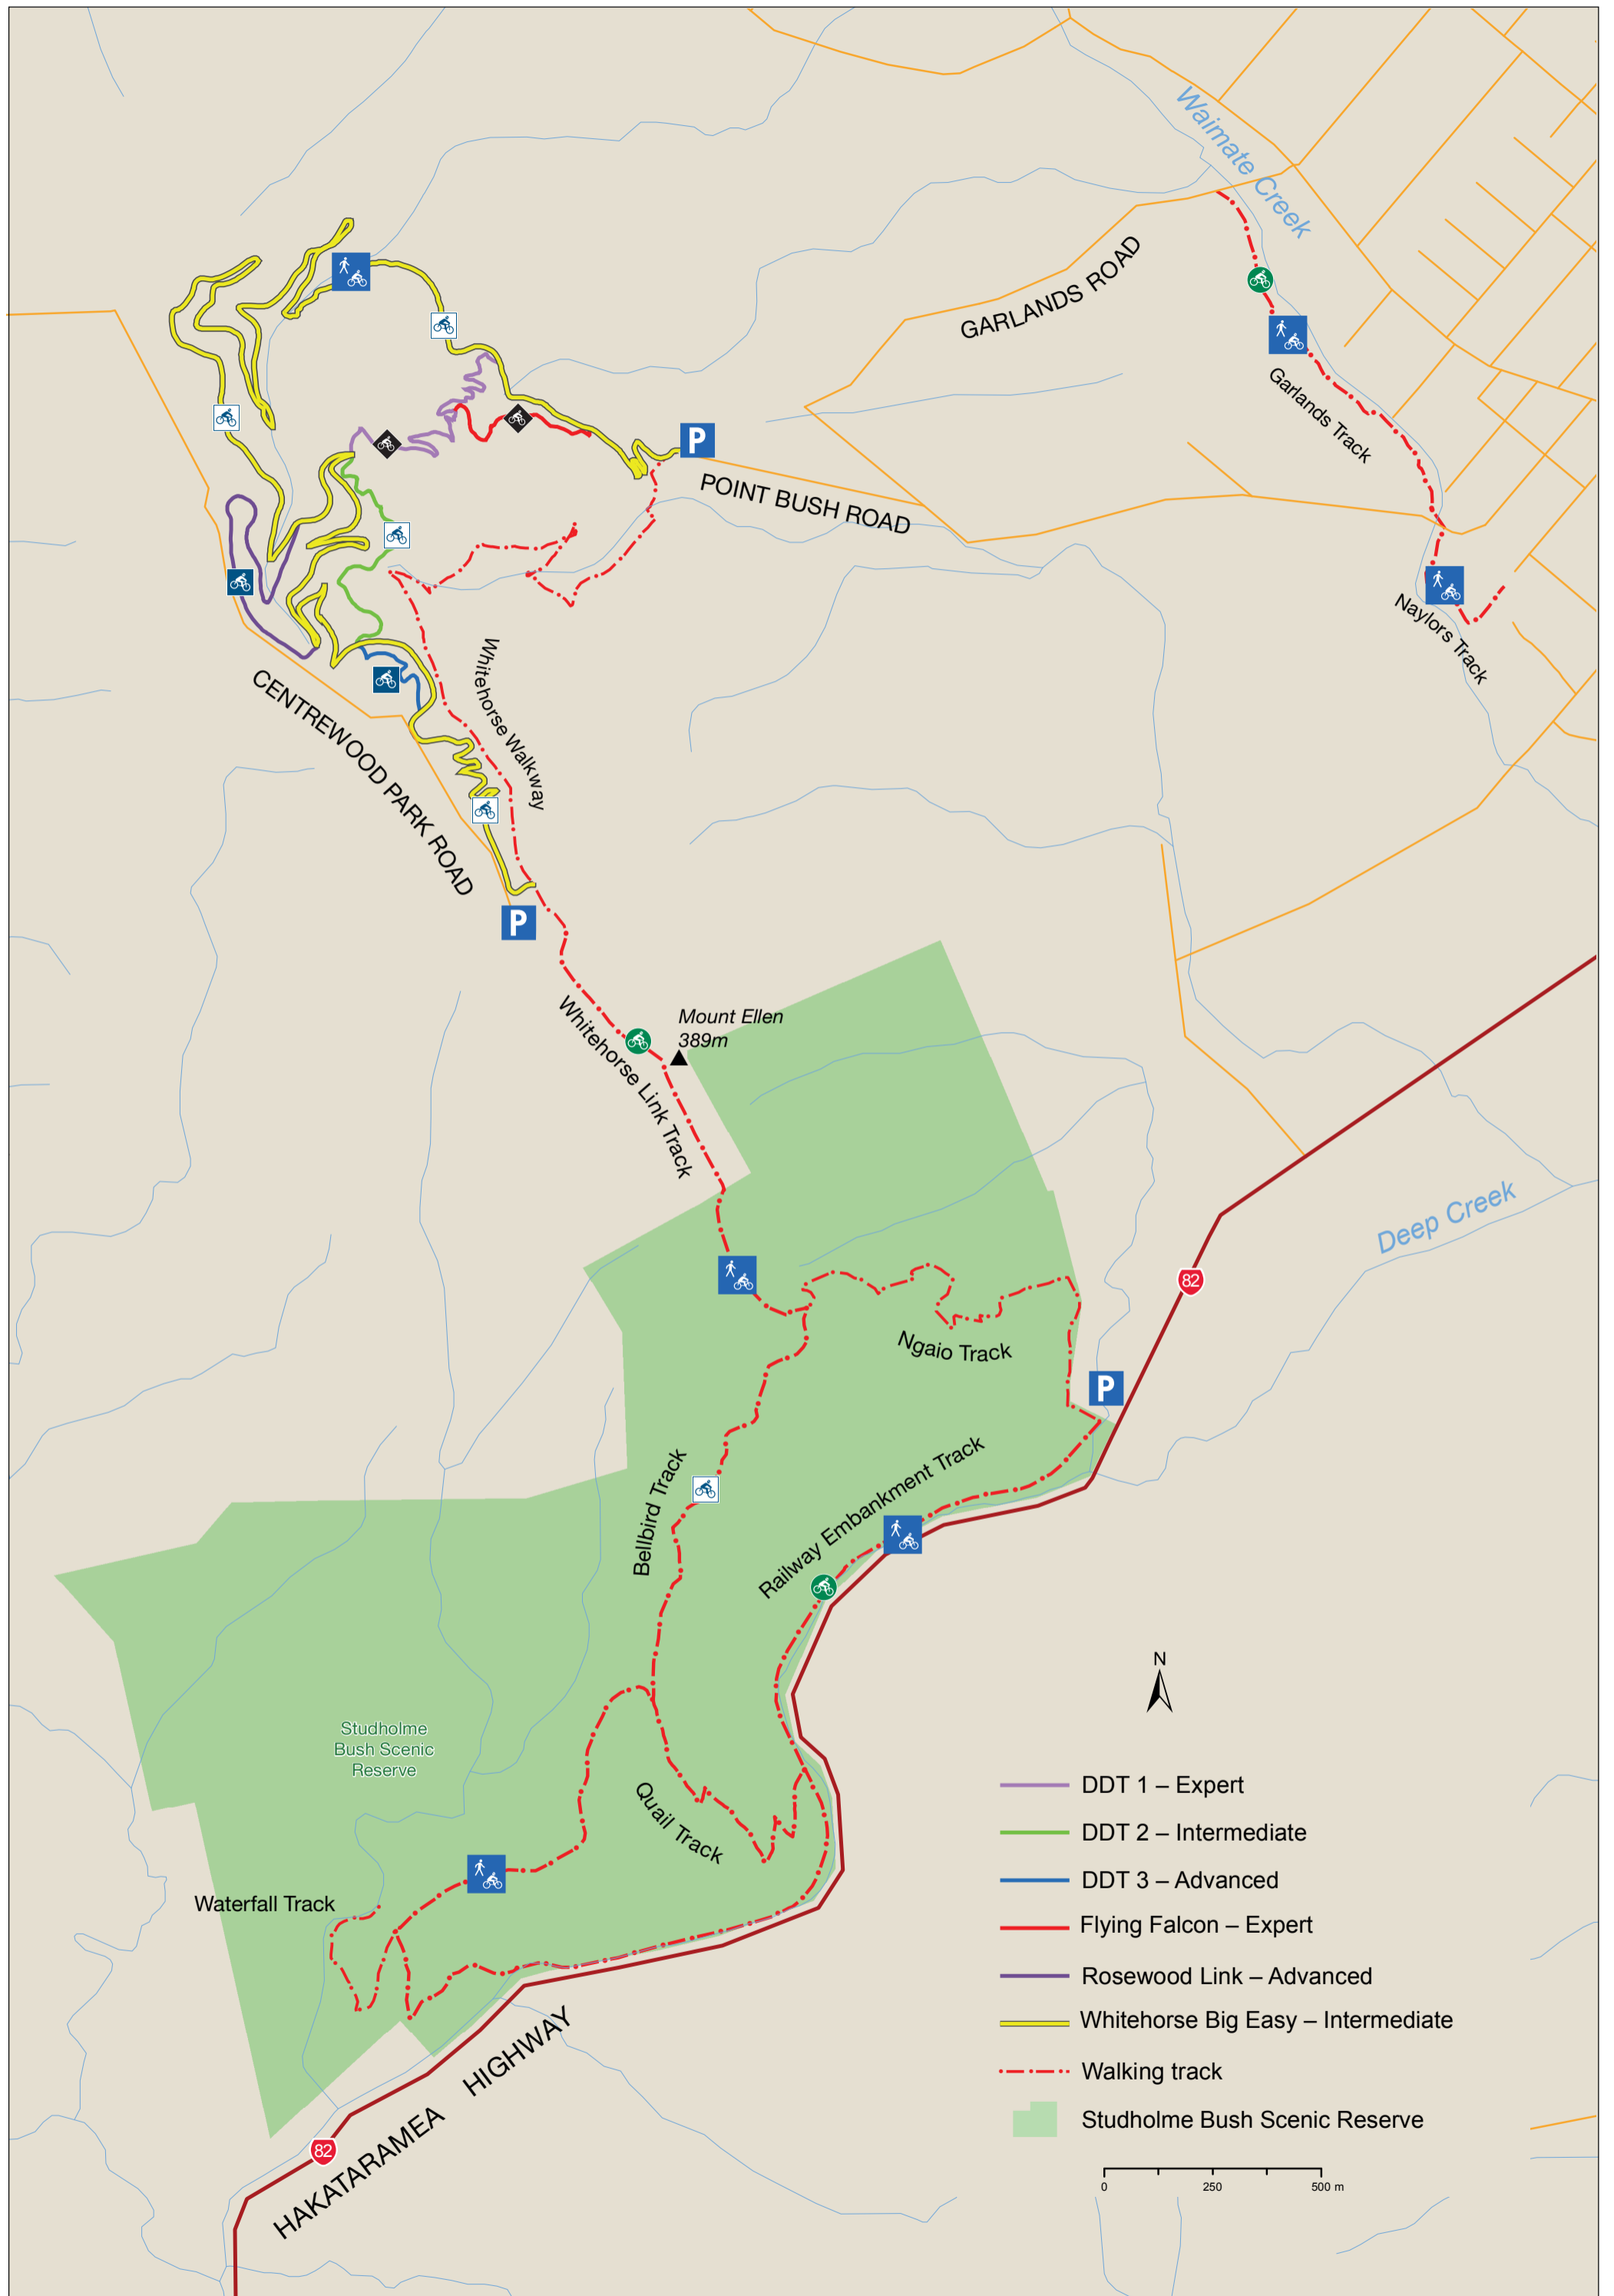 Waimate Creek
GARLANDS ROAD
Garlands Track
P
POINT BUSH ROAD
Naylors Track
Whitehorse Walkway
CENTREWOOD PARK ROAD
P
Mount Ellen
389m
Whitehorse Link Track
Deep Creek
82
Ngaio Track
P
Bellbird Track
Railway Embankment Track
N
Studholme
Bush Scenic
Reserve
Quail Track
Waterfall Track
DDT 1 – Expert
DDT 2 – Intermediate
DDT 3 – Advanced
Flying Falcon – Expert
Rosewood Link – Advanced
Whitehorse Big Easy – Intermediate
Walking track
Studholme Bush Scenic Reserve
0 250 500 m
HAKATARAMEA HIGHWAY
82